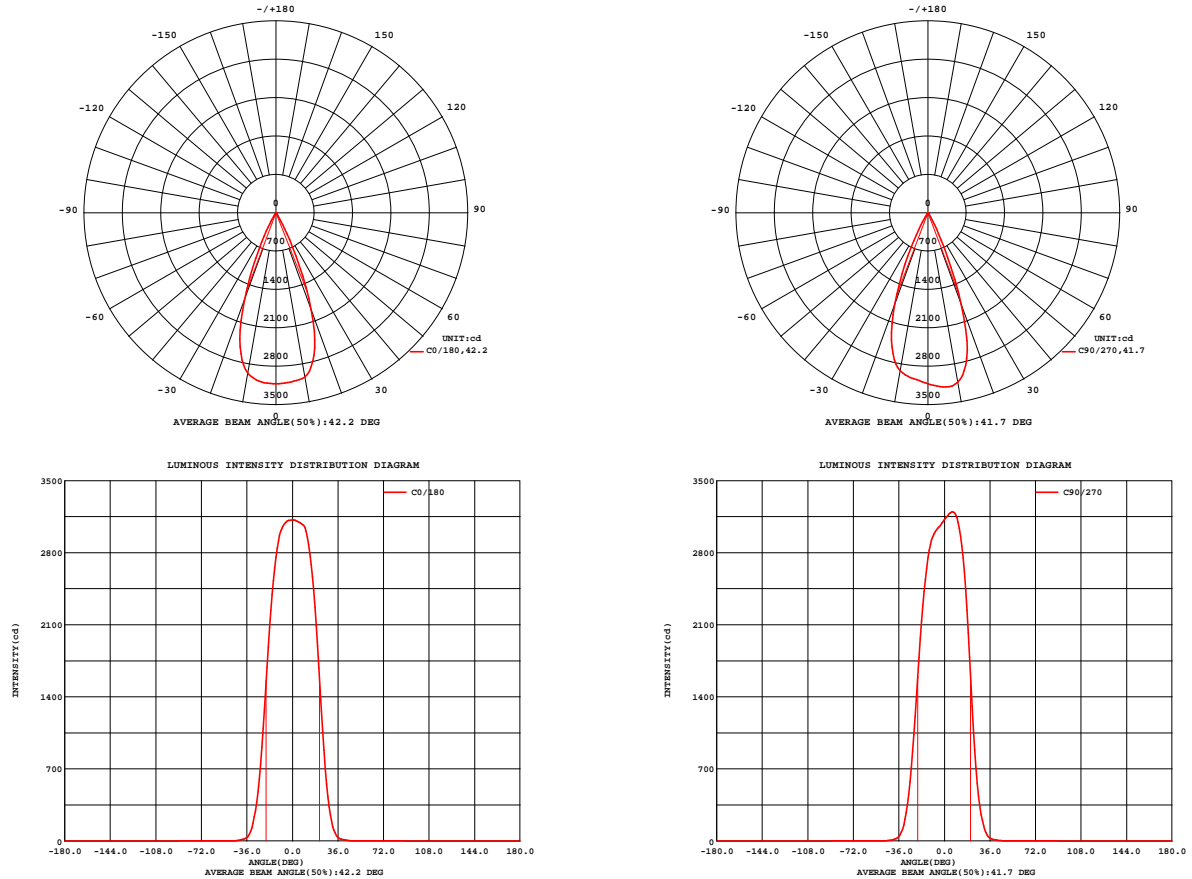 -/+180
-150
150
-120
120
-90
0
90
700
1400
-60
2100
60
UNIT:cd
C0/180,42.2
2800
-30
30
3500
0
AVERAGE BEAM ANGLE(50%):42.2 DEG
-/+180
-150
150
-120
120
-90
0
90
700
1400
-60
2100
60
UNIT:cd
C90/270,41.7
2800
-30
30
3500
0
AVERAGE BEAM ANGLE(50%):41.7 DEG
LUMINOUS INTENSITY DISTRIBUTION DIAGRAM
3500
C0/180
2800
2100
INTENSITY(cd)
1400
700
0
-180.0 -144.0 -108.0 -72.0 -36.0 0.0 36.0 72.0 108.0 144.0 180.0
ANGLE(DEG)
AVERAGE BEAM ANGLE(50%):42.2 DEG
LUMINOUS INTENSITY DISTRIBUTION DIAGRAM
3500
C90/270
2800
2100
INTENSITY(cd)
1400
700
0
-180.0 -144.0 -108.0 -72.0 -36.0 0.0 36.0 72.0 108.0 144.0 180.0
ANGLE(DEG)
AVERAGE BEAM ANGLE(50%):41.7 DEG